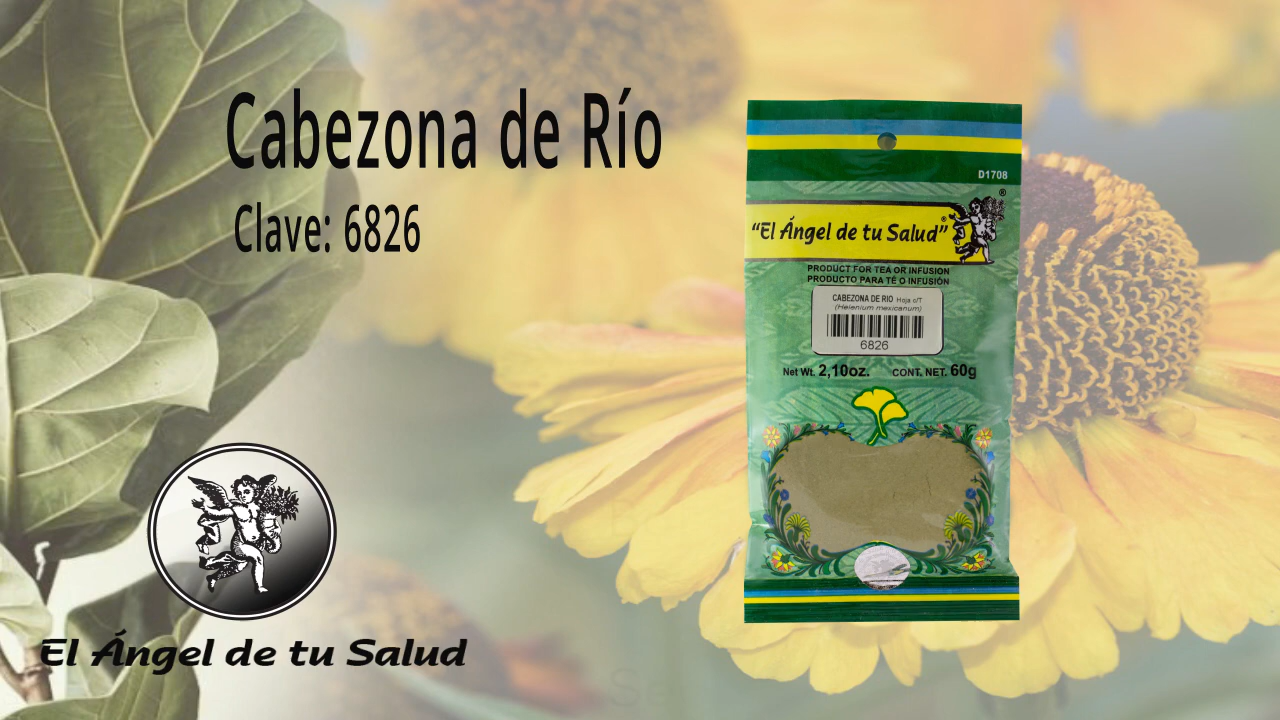 Cabezona de Río
Clave: 6826
D1708
"El Ángel de tu Salud"
PRODUCT FOR TEA OR INFUSION
PRODUCTO PARA TÉ O INFUSIÓN
CABEZONA DE RIO Hoja c/T
(Helenium mexicanum)
6826
Net Wt. 2,10oz. CONT. NET. 60g
El Ángel de tu Salud